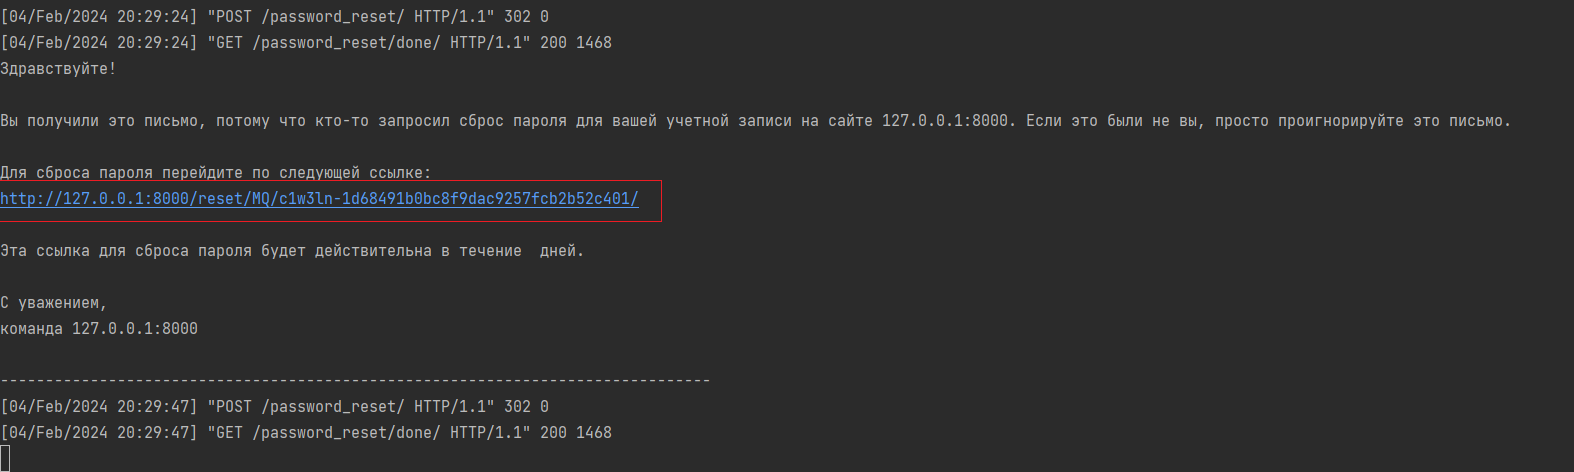 [04/Feb/2024 20:29:24] "POST /password_reset/ HTTP/1.1" 302 0
[04/Feb/2024 20:29:24] "GET /password_reset/done/ HTTP/1.1" 200 1468
Здравствуйте!
Вы получили это письмо, потому что кто-то запросил сброс пароля для вашей учетной записи на сайте 127.0.0.1:8000. Если это были не вы, просто проигнорируйте это письмо.
Для сброса пароля перейдите по следующей ссылке:
http://127.0.0.1:8000/reset/MQ/c1w3ln-1d68491b0bc8f9dac9257fcb2b52c401/
Эта ссылка для сброса пароля будет действительна в течение  дней.
С уважением,
команда 127.0.0.1:8000
-------------------------------------------------------------------------------
[04/Feb/2024 20:29:47] "POST /password_reset/ HTTP/1.1" 302 0
[04/Feb/2024 20:29:47] "GET /password_reset/done/ HTTP/1.1" 200 1468